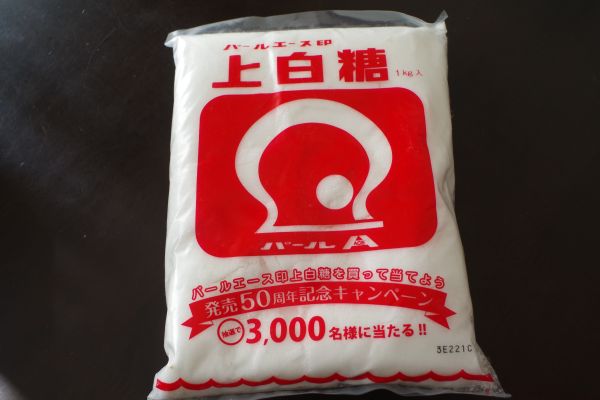 パールエース印
上白糖
1kg入
パールA
パールエース印上白糖を買って当てよう
発売50周年記念キャンペーン
抽選で 3,000名様に当たる!!
3E221C